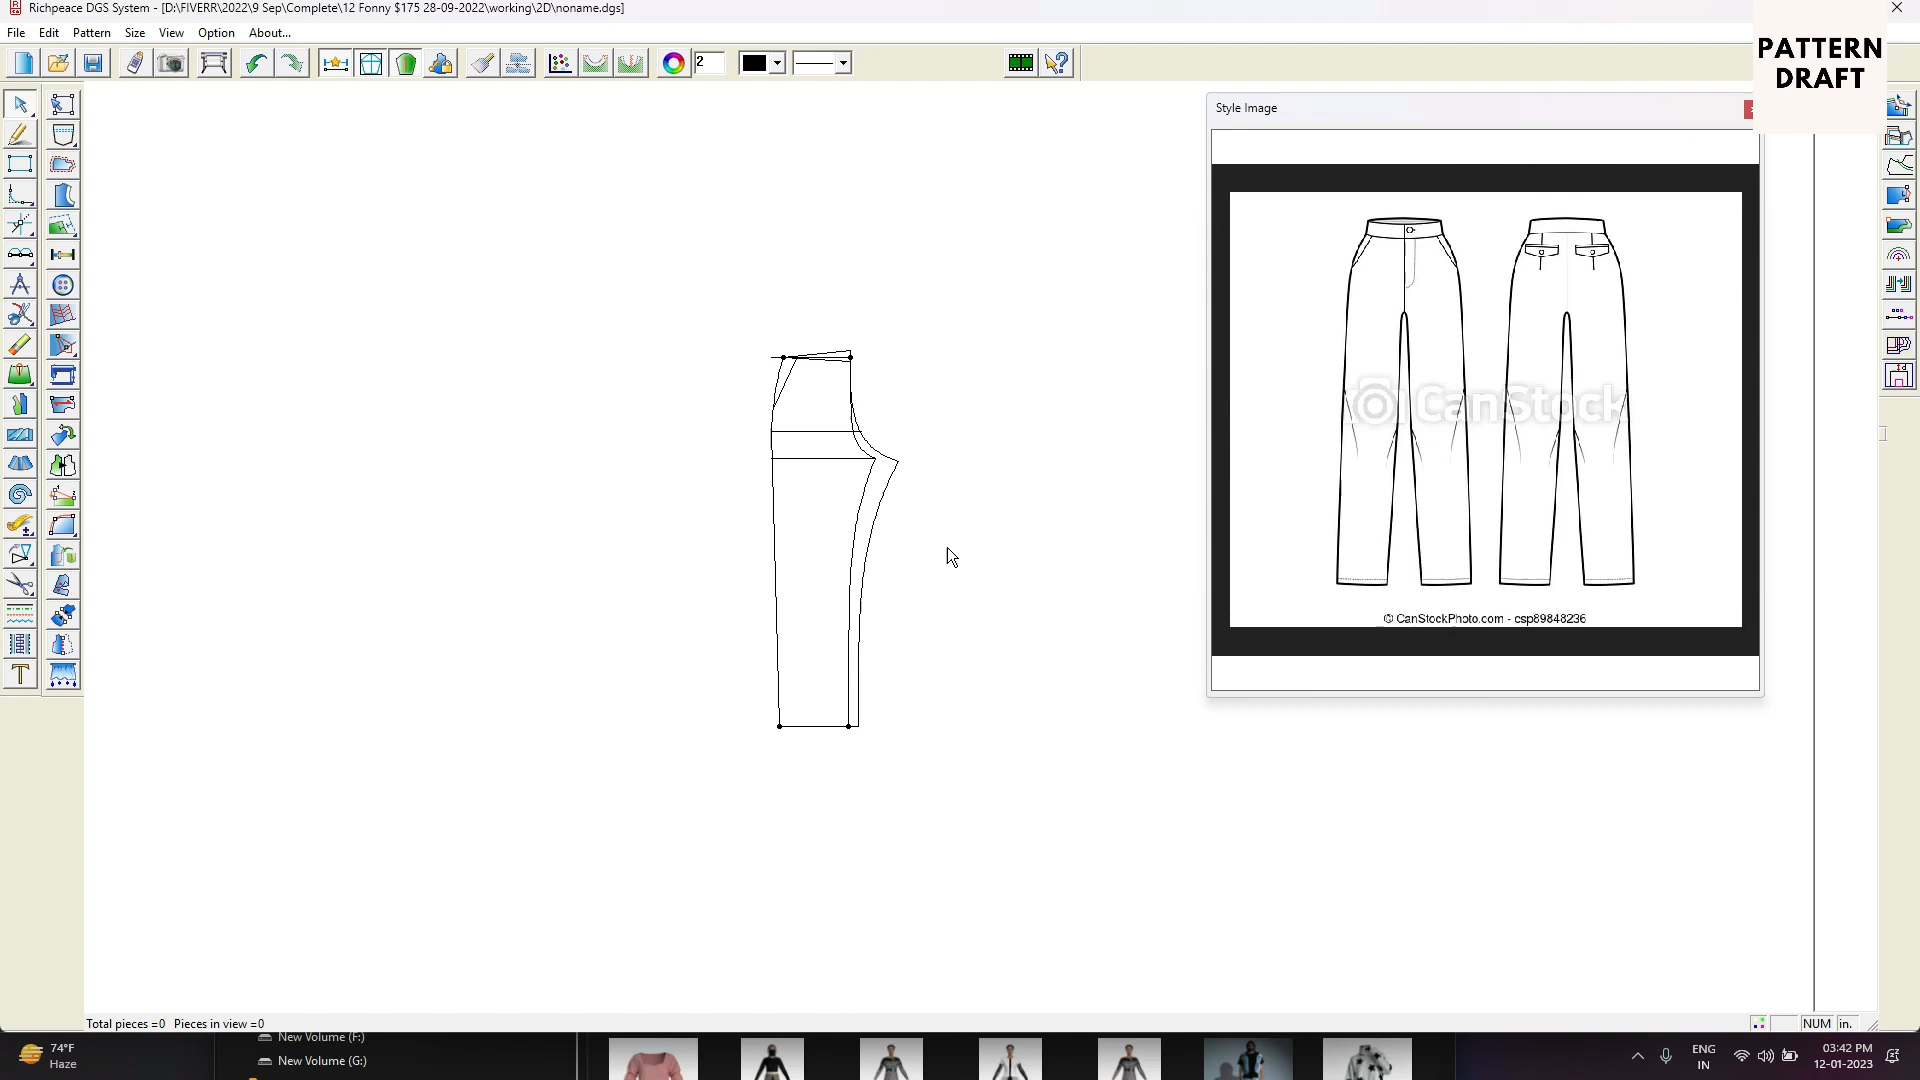 Richpeace DGS System - [D:\FIVERR\2022\9 Sep\Complete\12 Fonny $175 28-09-2022\working\2D\noname.dgs]
File Edit Pattern Size View Option About...
2
PATTERN
DRAFT
Style Image
CanStock
© CanStockPhoto.com - csp89848236
T
Total pieces =0 Pieces in view =0
NUM in.
New Volume (F:)
New Volume (G:)
74°F
Haze
ENG
IN
03:42 PM
12-01-2023